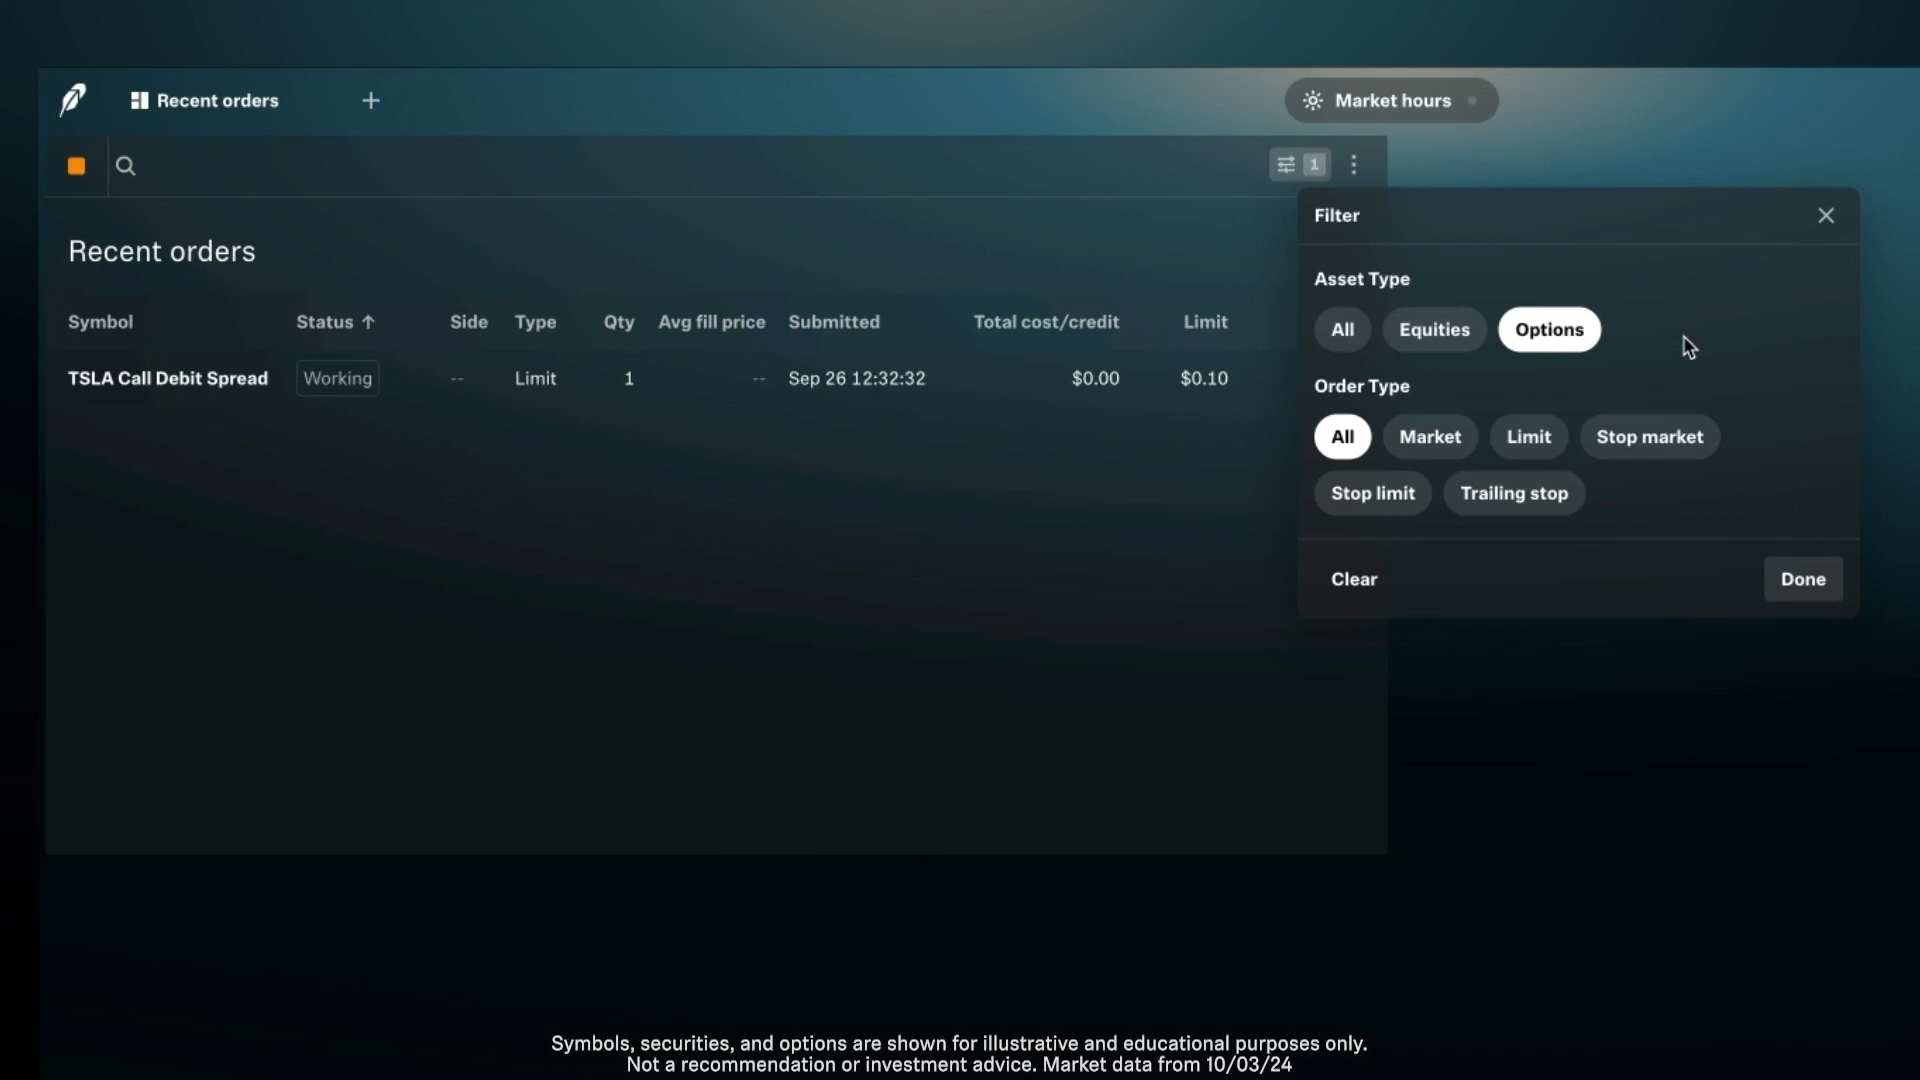 Recent orders
Market hours
1
Filter
Recent orders
Asset Type
All Equities Options
Symbol Status ↑ Side Type Qty Avg fill price Submitted Total cost/credit Limit
TSLA Call Debit Spread Working -- Limit 1 -- Sep 26 12:32:32 $0.00 $0.10
Order Type
All Market Limit Stop market
Stop limit Trailing stop
Clear Done
Symbols, securities, and options are shown for illustrative and educational purposes only.
Not a recommendation or investment advice. Market data from 10/03/24